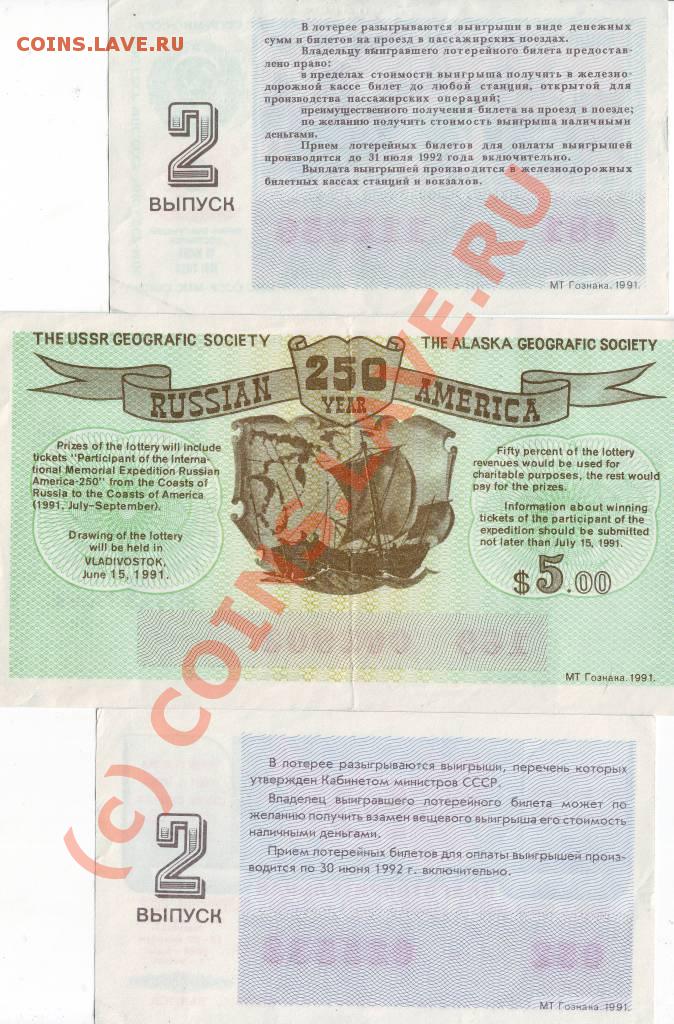 COINS.LAVE.RU
В лотерее разыгрываются выигрыши в виде денежных
сумм и билетов на проезд в пассажирских поездах.
Владельцу выигравшего лотерейного билета предостав-
лено право:
в пределах стоимости выигрыша получить в железно-
дорожной кассе билет до любой станции, открытой для
производства пассажирских операций;
преимущественного получения билета на проезд в поезде;
по желанию получить стоимость выигрыша наличными
деньгами.
Прием лотерейных билетов для оплаты выигрышей
производится до 31 июля 1992 года включительно.
Выплата выигрышей производится в железнодорожных
билетных кассах станций и вокзалов.
2
ВЫПУСК
МТ Гознака. 1991.
THE USSR GEOGRAFIC SOCIETY
THE ALASKA GEOGRAFIC SOCIETY
RUSSIAN
250
YEAR
AMERICA
Prizes of the lottery will include
tickets "Participant of the Interna-
tional Memorial Expedition Russian
America-250" from the Coasts of
Russia to the Coasts of America
(1991, July–September).
Drawing of the lottery
will be held in
VLADIVOSTOK,
June 15, 1991.
Fifty percent of the lottery
revenues would be used for
charitable purposes, the rest would
pay for the prizes.
Information about winning
tickets of the participant of the
expedition should be submitted
not later than July 15, 1991.
$5.00
МТ Гознака. 1991.
В лотерее разыгрываются выигрыши, перечень которых
утвержден Кабинетом министров СССР.
Владелец выигравшего лотерейного билета может по
желанию получить взамен вещевого выигрыша его стоимость
наличными деньгами.
Прием лотерейных билетов для оплаты выигрышей произ-
водится по 30 июня 1992 г. включительно.
2
ВЫПУСК
МТ Гознака. 1991.
(c) COINS.LAVE.RU